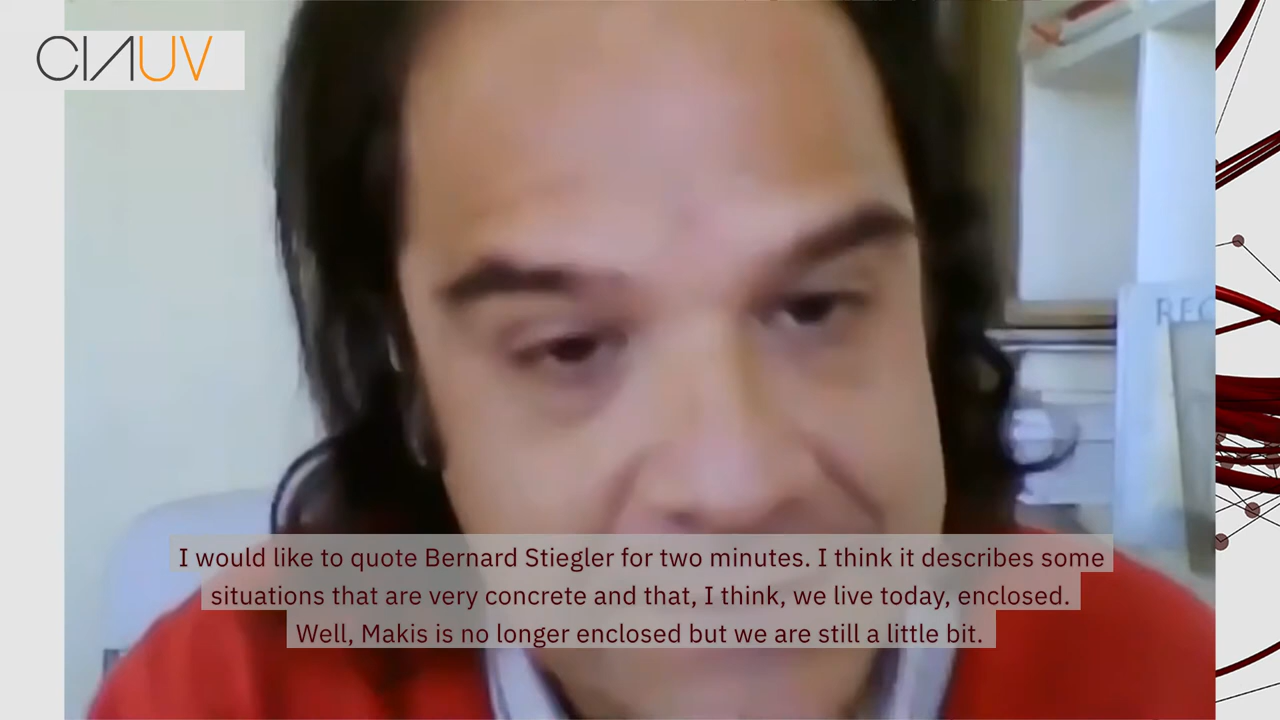 CIAUV
REC
I would like to quote Bernard Stiegler for two minutes. I think it describes some
situations that are very concrete and that, I think, we live today, enclosed.
Well, Makis is no longer enclosed but we are still a little bit.